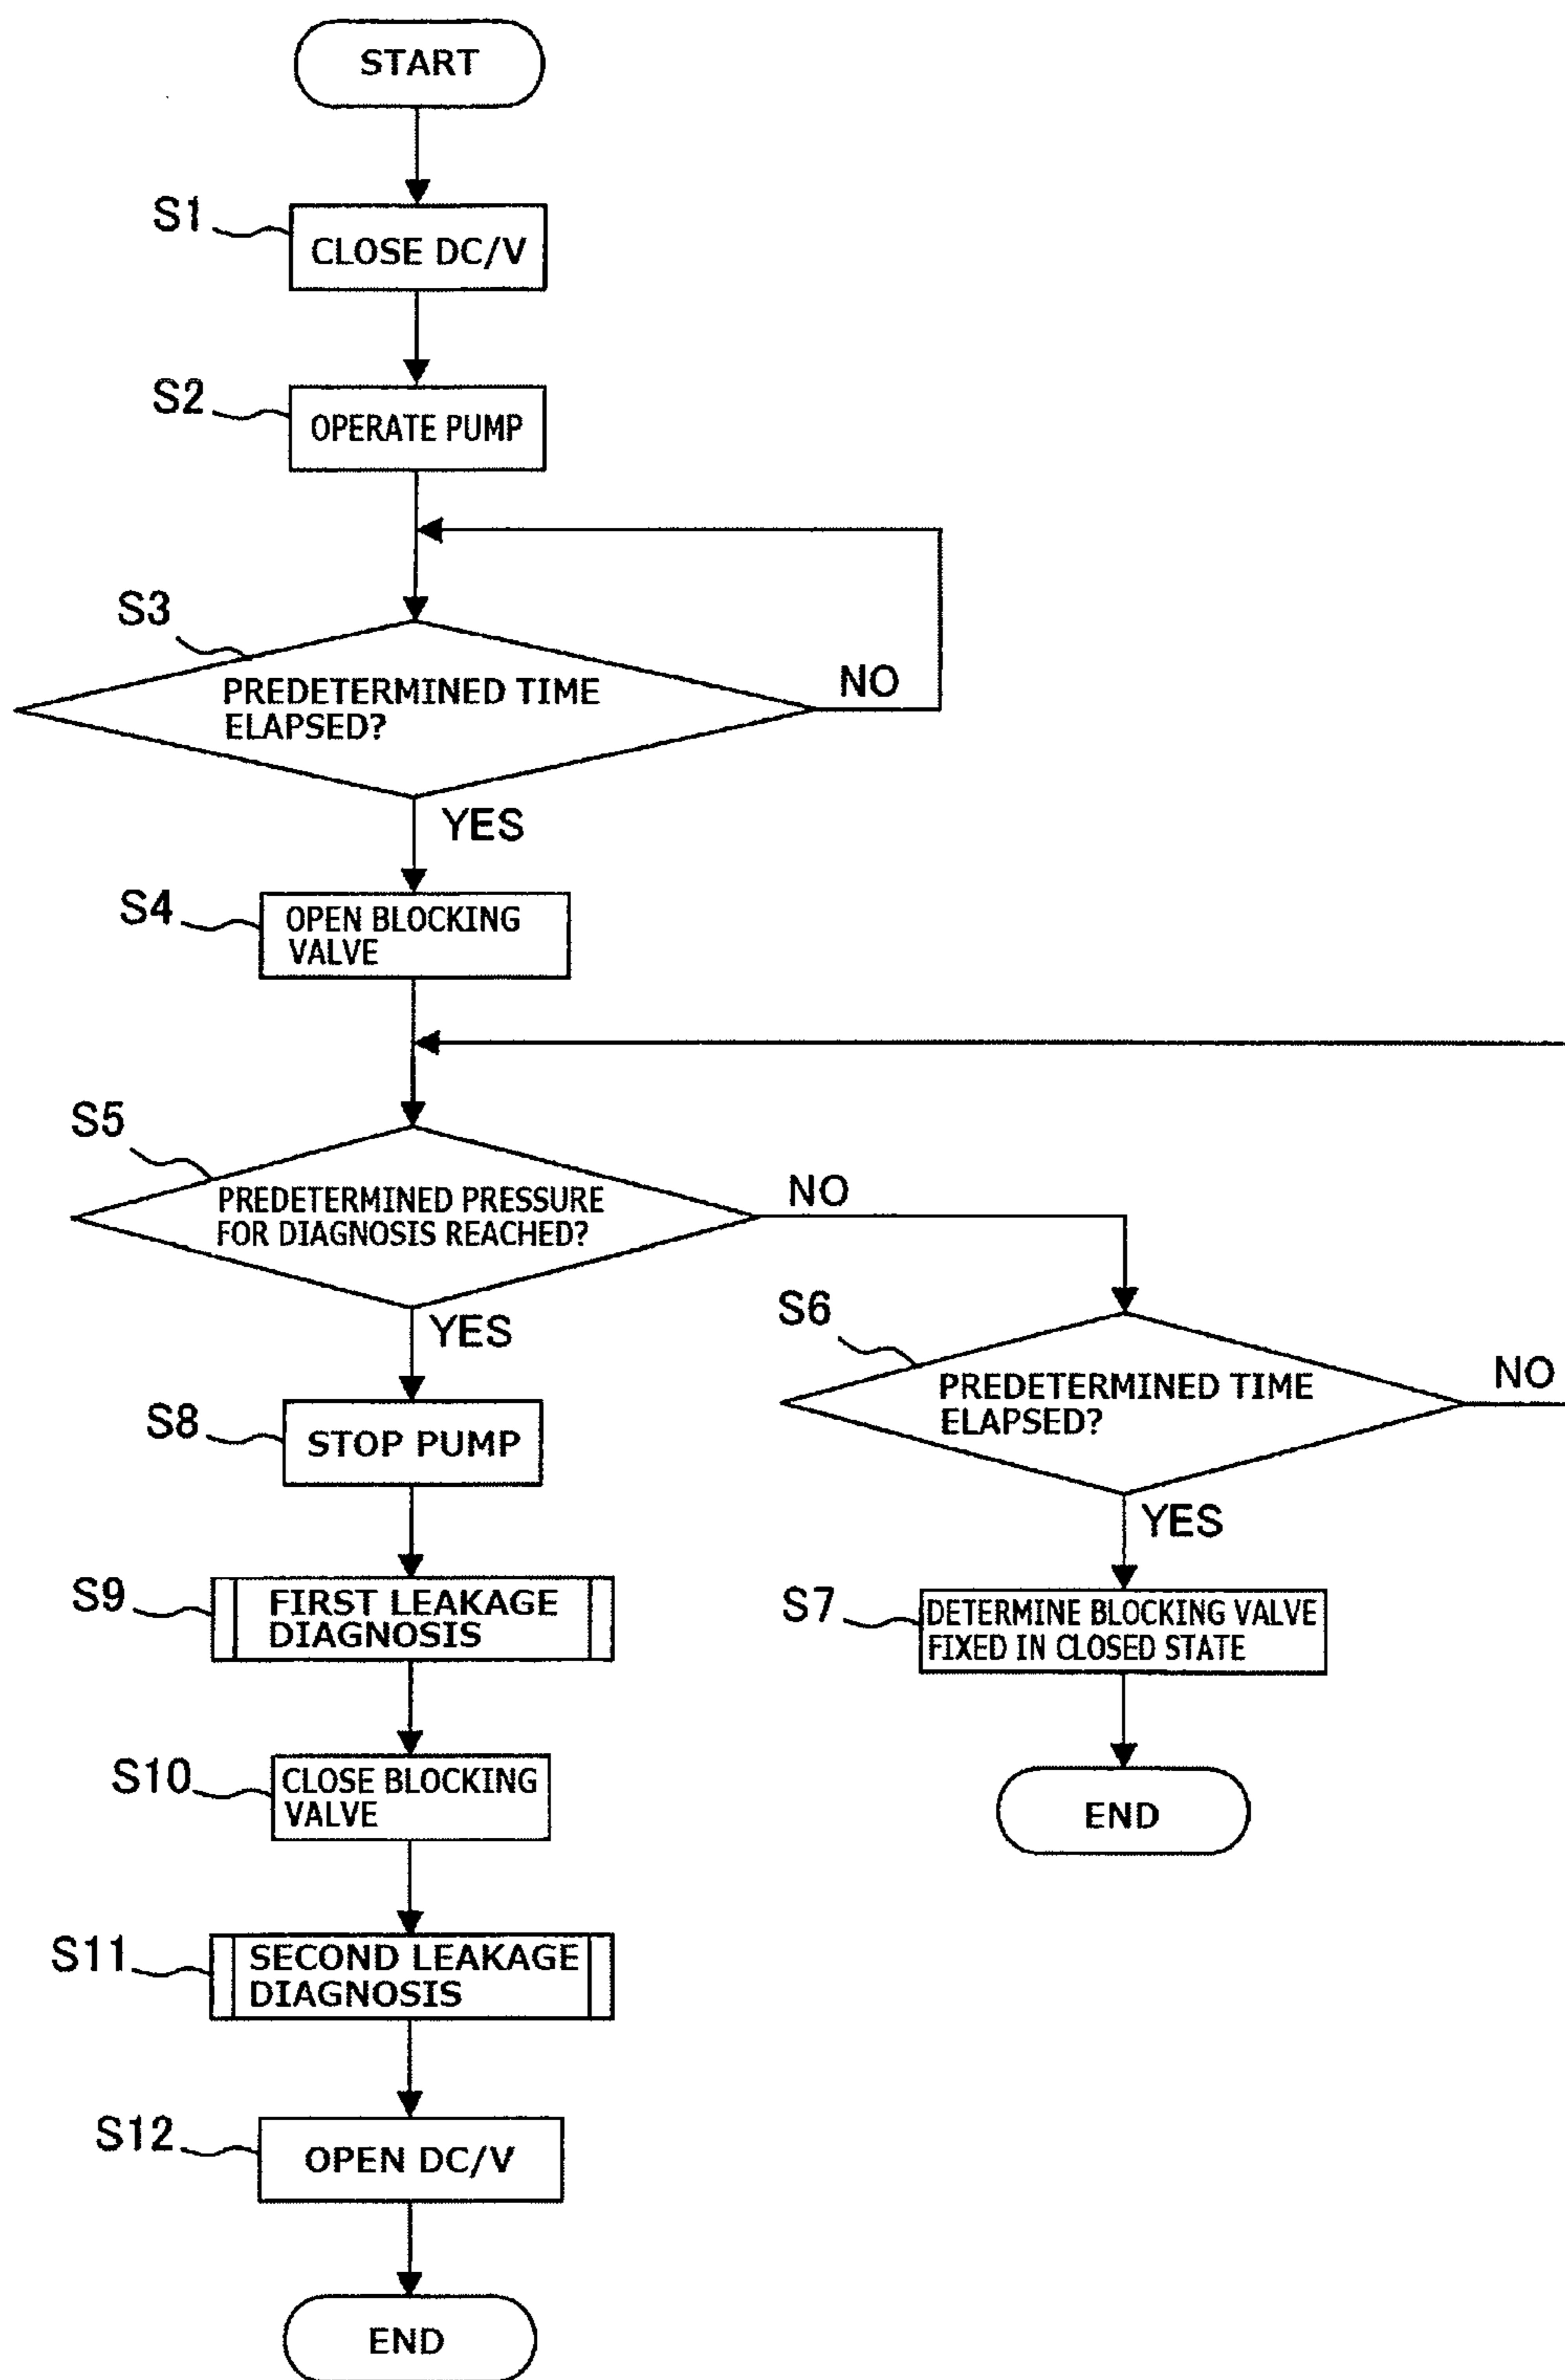 START
S1
CLOSE DC/V
S2
OPERATE PUMP
S3
PREDETERMINED TIME
ELAPSED?
NO
YES
S4
OPEN BLOCKING
VALVE
S5
PREDETERMINED PRESSURE
FOR DIAGNOSIS REACHED?
NO
YES
S6
PREDETERMINED TIME
ELAPSED?
NO
YES
S7
DETERMINE BLOCKING VALVE
FIXED IN CLOSED STATE
END
S8
STOP PUMP
S9
FIRST LEAKAGE
DIAGNOSIS
S10
CLOSE BLOCKING
VALVE
S11
SECOND LEAKAGE
DIAGNOSIS
S12
OPEN DC/V
END